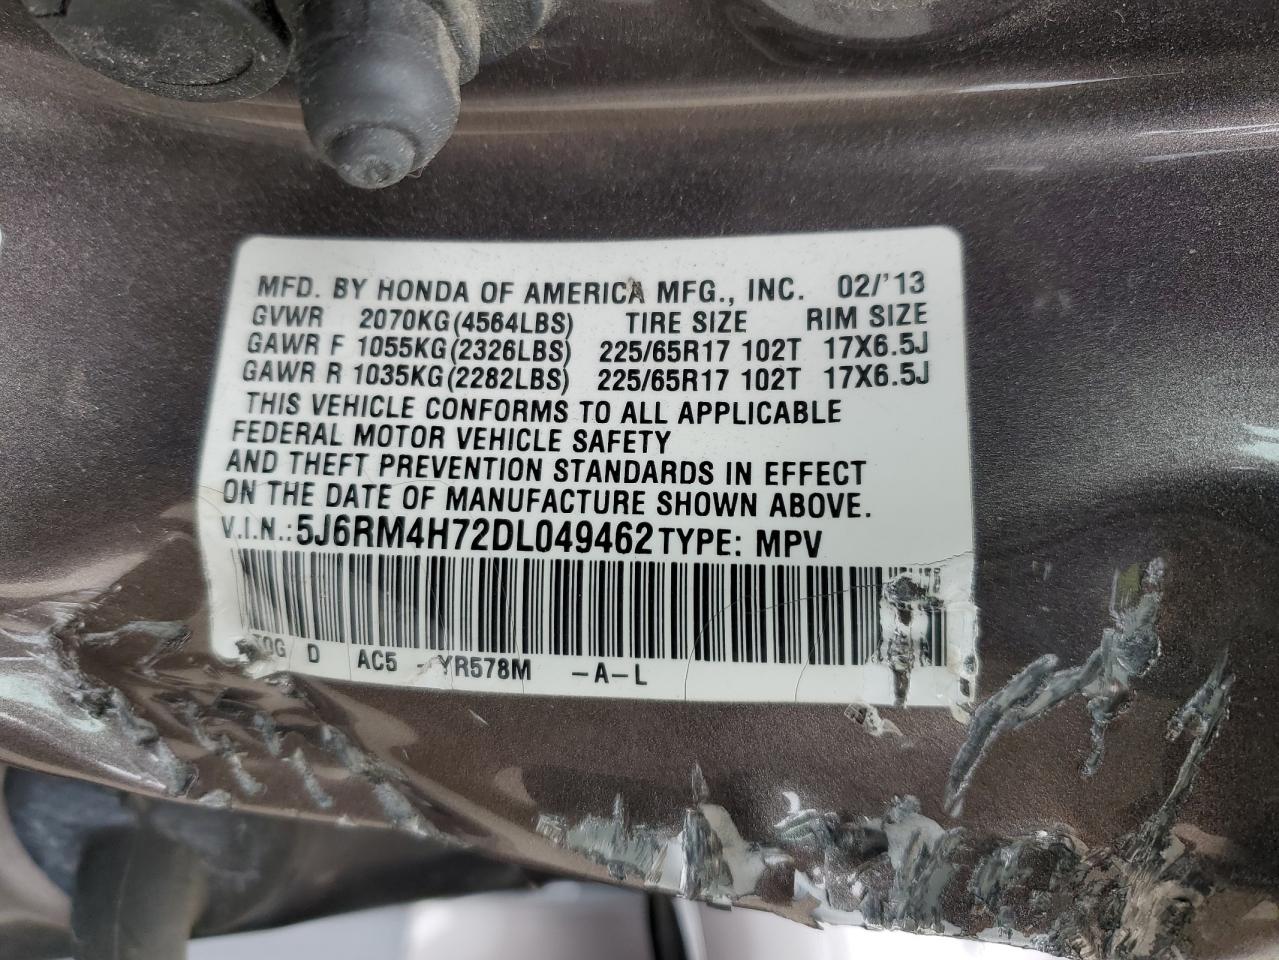 MFD. BY HONDA OF AMERICA MFG., INC. 02/'13
GVWR 2070KG(4564LBS) TIRE SIZE RIM SIZE
GAWR F 1055KG(2326LBS) 225/65R17 102T 17X6.5J
GAWR R 1035KG(2282LBS) 225/65R17 102T 17X6.5J
THIS VEHICLE CONFORMS TO ALL APPLICABLE
FEDERAL MOTOR VEHICLE SAFETY
AND THEFT PREVENTION STANDARDS IN EFFECT
ON THE DATE OF MANUFACTURE SHOWN ABOVE.
V.I.N.: 5J6RM4H72DL049462 TYPE: MPV
D AC5 - YR578M -A-L